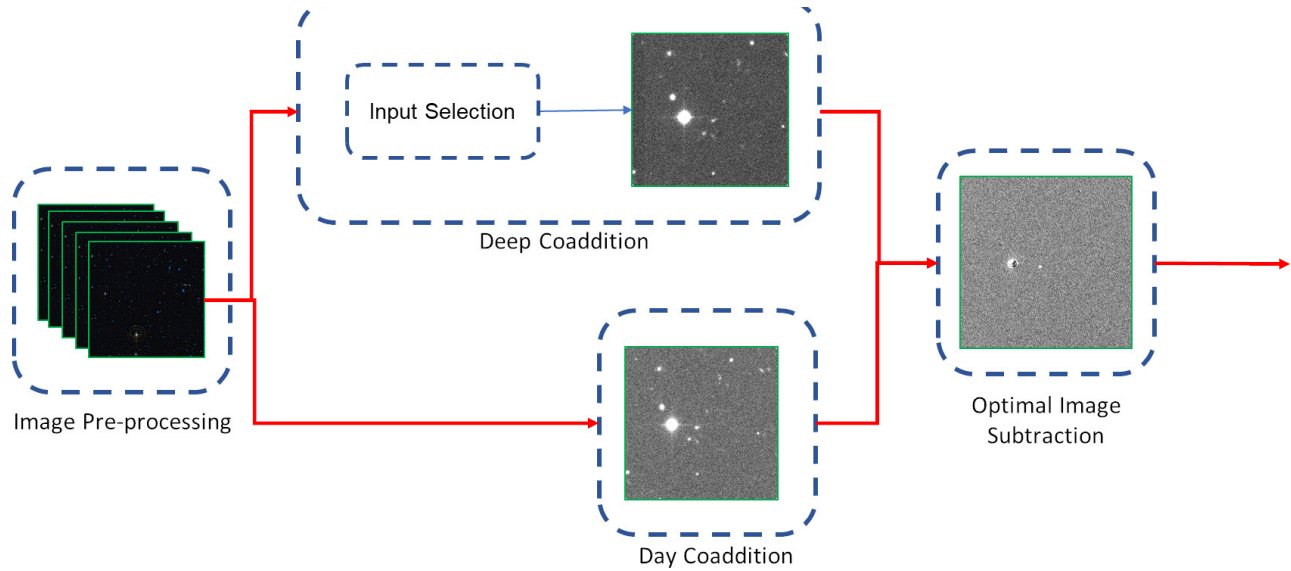 Input Selection
Deep Coaddition
Image Pre-processing
Optimal Image
Subtraction
Day Coaddition